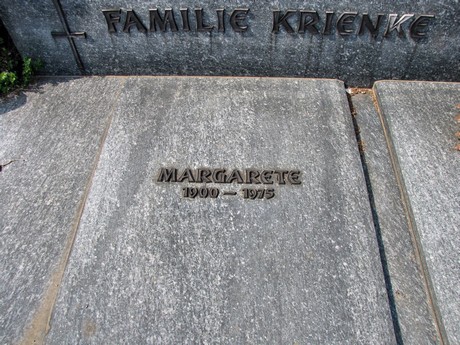 FAMILIE KRIENKE
MARGARETE
1900 – 1975